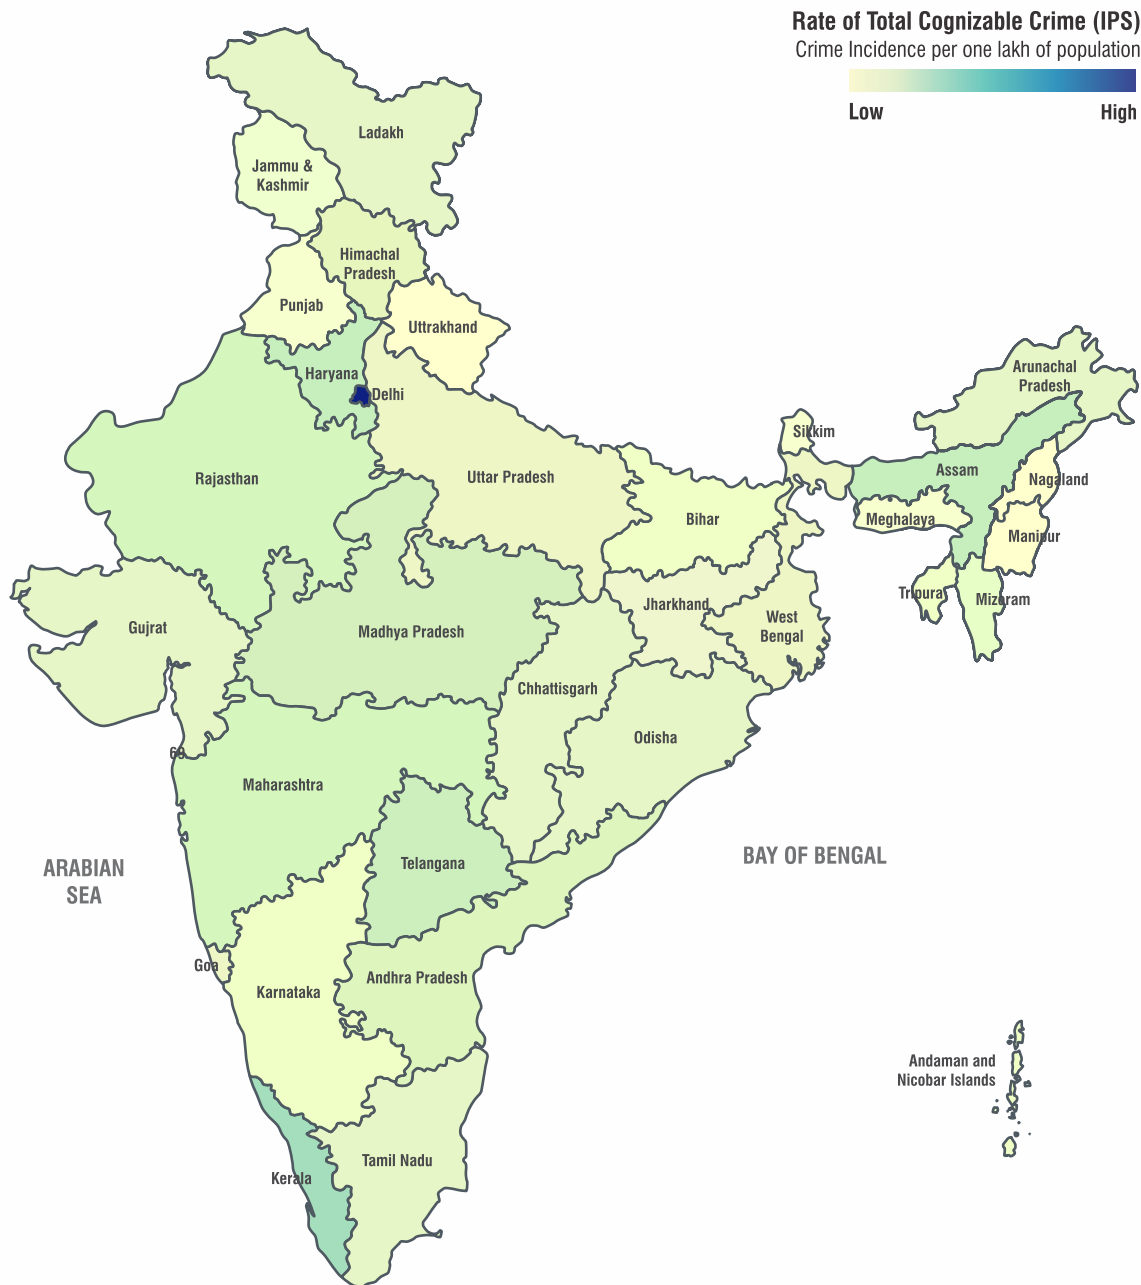 Rate of Total Cognizable Crime (IPS)
Crime Incidence per one lakh of population
Low
High
Ladakh
Jammu &
Kashmir
Himachal
Pradesh
Punjab
Uttrakhand
Haryana
Delhi
Arunachal
Pradesh
Sikkim
Rajasthan
Uttar Pradesh
Assam
Nagaland
Bihar
Meghalaya
Manipur
Tripura
Mizoram
Jharkhand
West
Bengal
Gujrat
Madhya Pradesh
Chhattisgarh
Odisha
Maharashtra
Telangana
ARABIAN
SEA
BAY OF BENGAL
Goa
Karnataka
Andhra Pradesh
Andaman and
Nicobar Islands
Tamil Nadu
Kerala